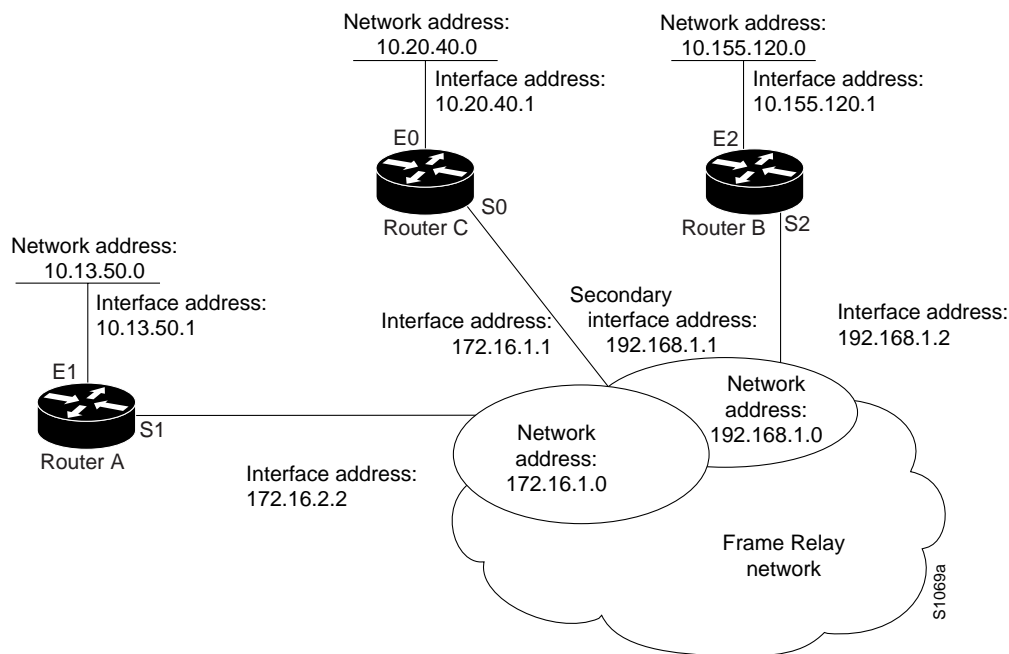 Network address:
10.20.40.0
Interface address:
10.20.40.1
E0
S0
Router C
Network address:
10.155.120.0
Interface address:
10.155.120.1
E2
S2
Router B
Network address:
10.13.50.0
Interface address:
10.13.50.1
E1
S1
Router A
Interface address:
172.16.1.1
Secondary
interface address:
192.168.1.1
Interface address:
192.168.1.2
Interface address:
172.16.2.2
Network
address:
172.16.1.0
Network
address:
192.168.1.0
Frame Relay
network
S1069a